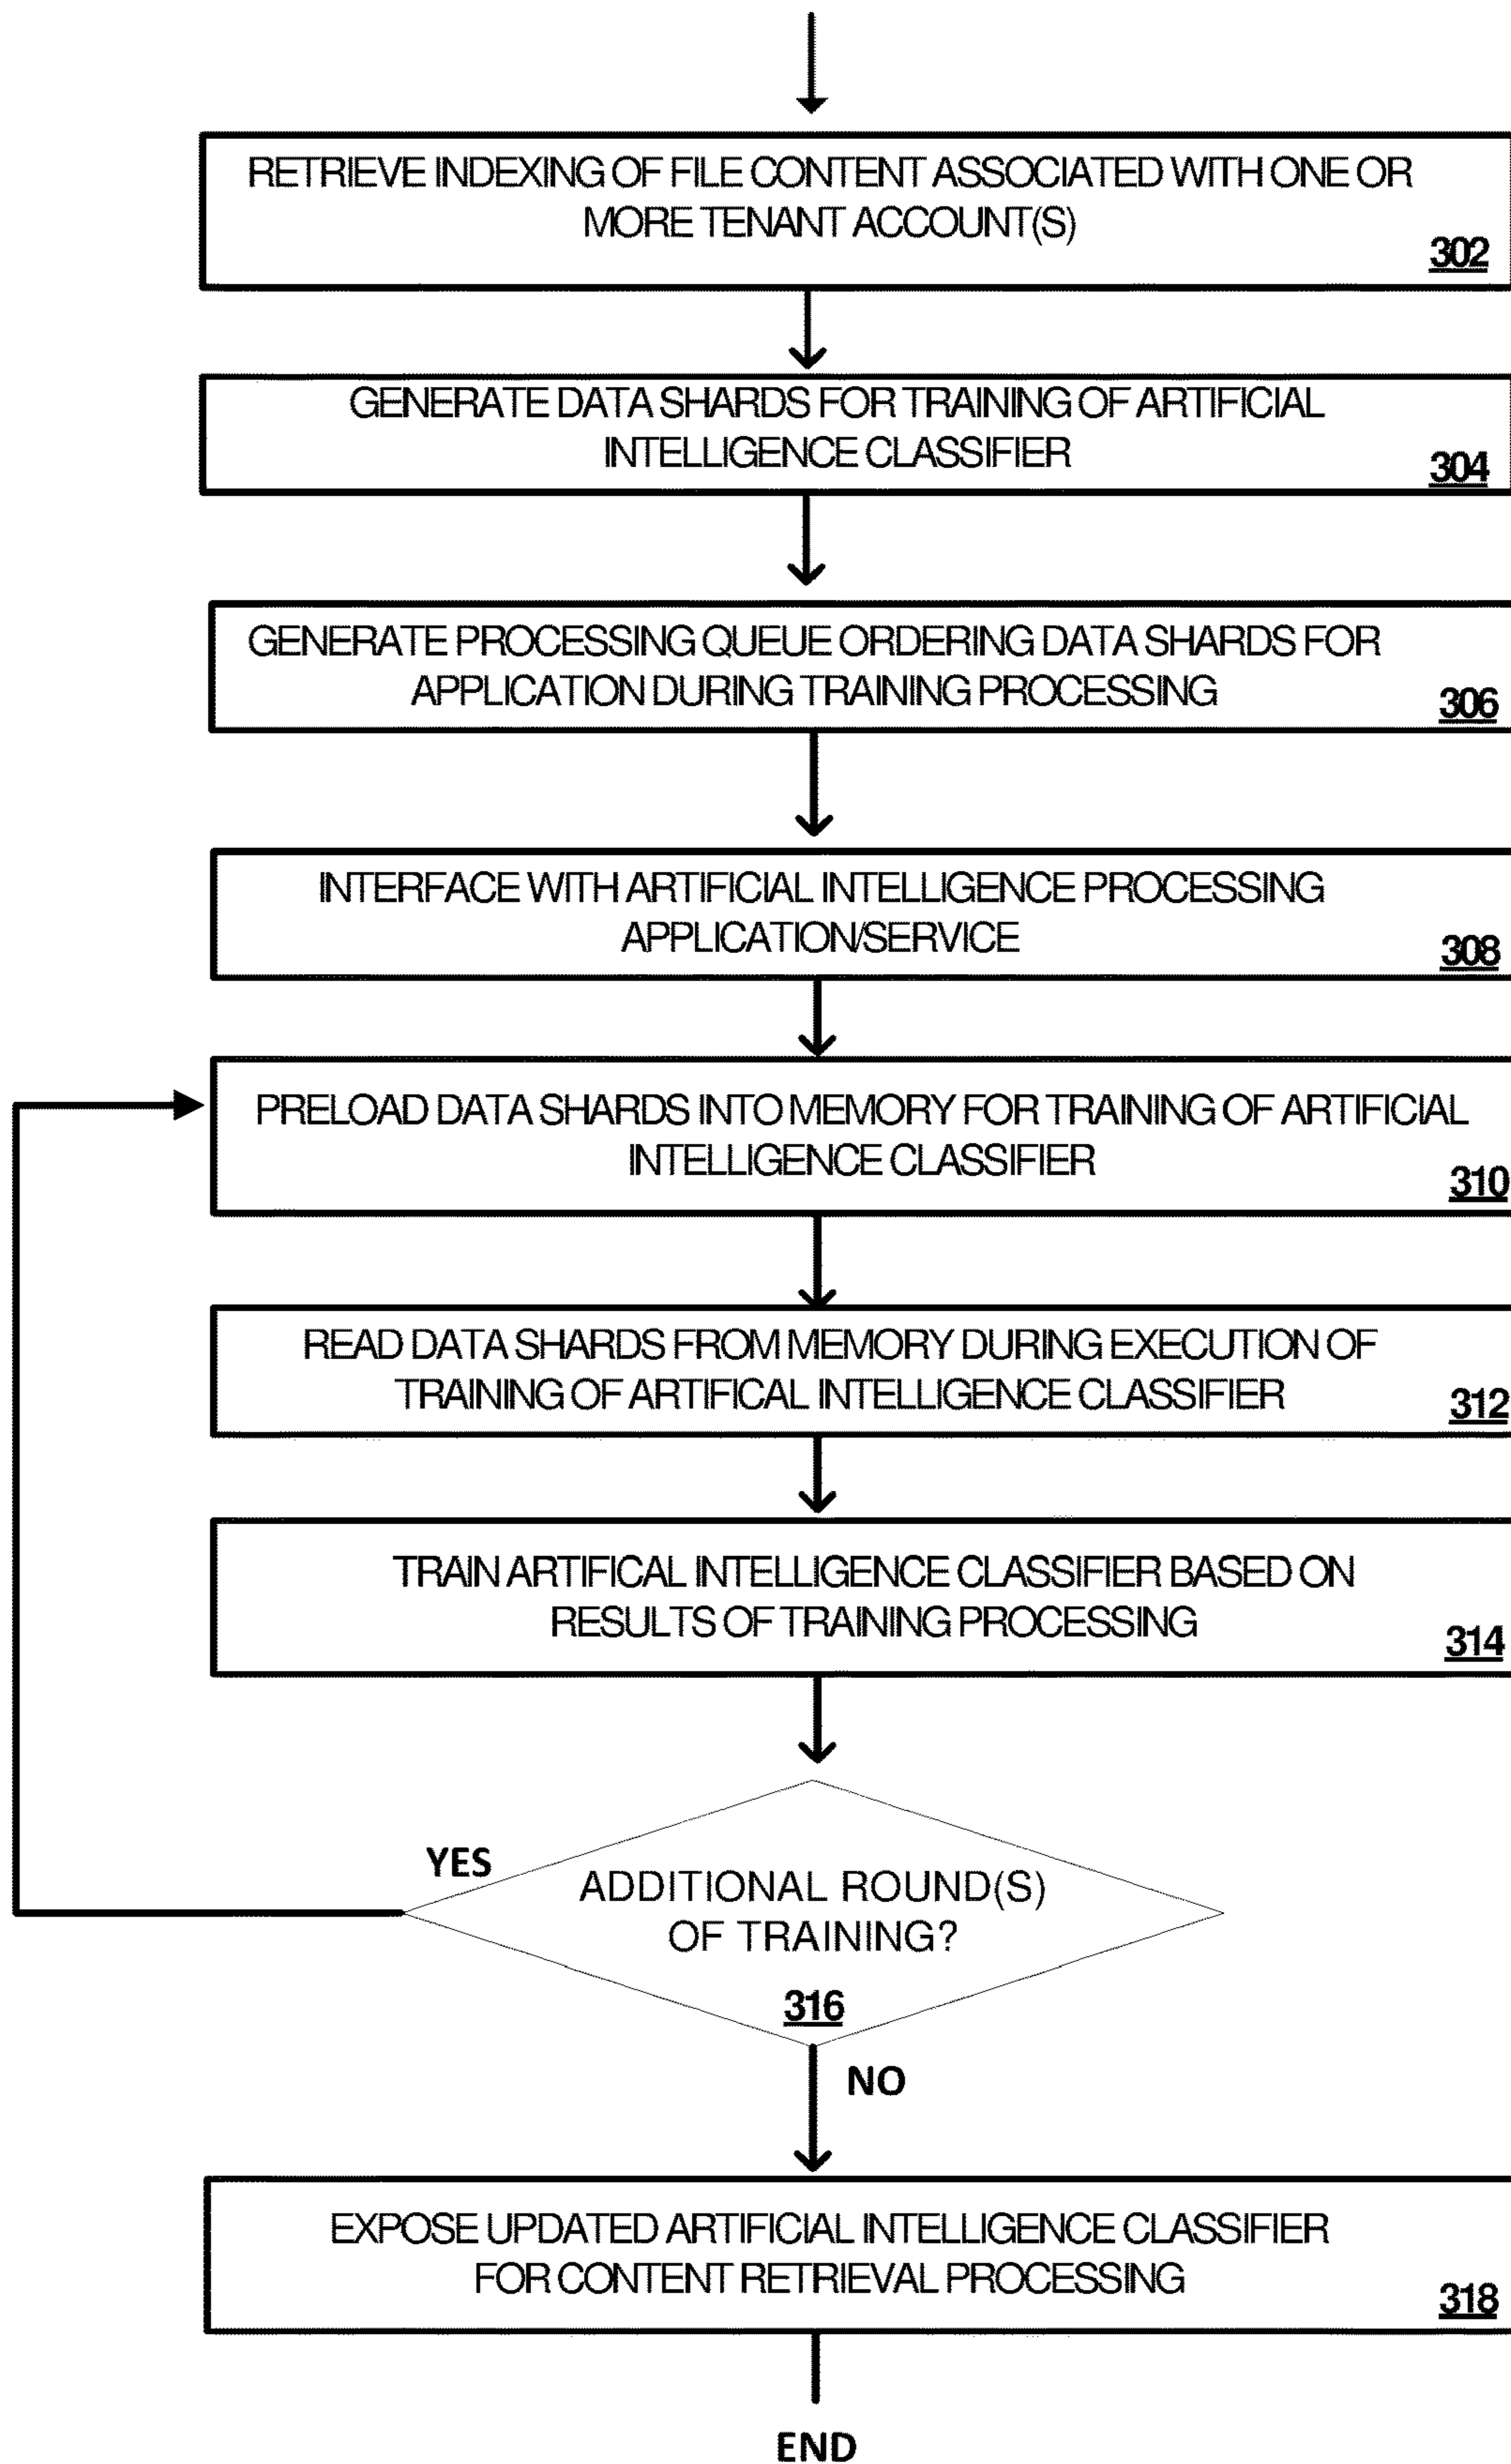 RETRIEVE INDEXING OF FILE CONTENT ASSOCIATED WITH ONE OR
MORE TENANT ACCOUNT(S)
302
GENERATE DATA SHARDS FOR TRAINING OF ARTIFICIAL
INTELLIGENCE CLASSIFIER
304
GENERATE PROCESSING QUEUE ORDERING DATA SHARDS FOR
APPLICATION DURING TRAINING PROCESSING
306
INTERFACE WITH ARTIFICIAL INTELLIGENCE PROCESSING
APPLICATION/SERVICE
308
PRELOAD DATA SHARDS INTO MEMORY FOR TRAINING OF ARTIFICIAL
INTELLIGENCE CLASSIFIER
310
READ DATA SHARDS FROM MEMORY DURING EXECUTION OF
TRAINING OF ARTIFICAL INTELLIGENCE CLASSIFIER
312
TRAIN ARTIFICAL INTELLIGENCE CLASSIFIER BASED ON
RESULTS OF TRAINING PROCESSING
314
YES
ADDITIONAL ROUND(S)
OF TRAINING?
316
NO
EXPOSE UPDATED ARTIFICIAL INTELLIGENCE CLASSIFIER
FOR CONTENT RETRIEVAL PROCESSING
318
END